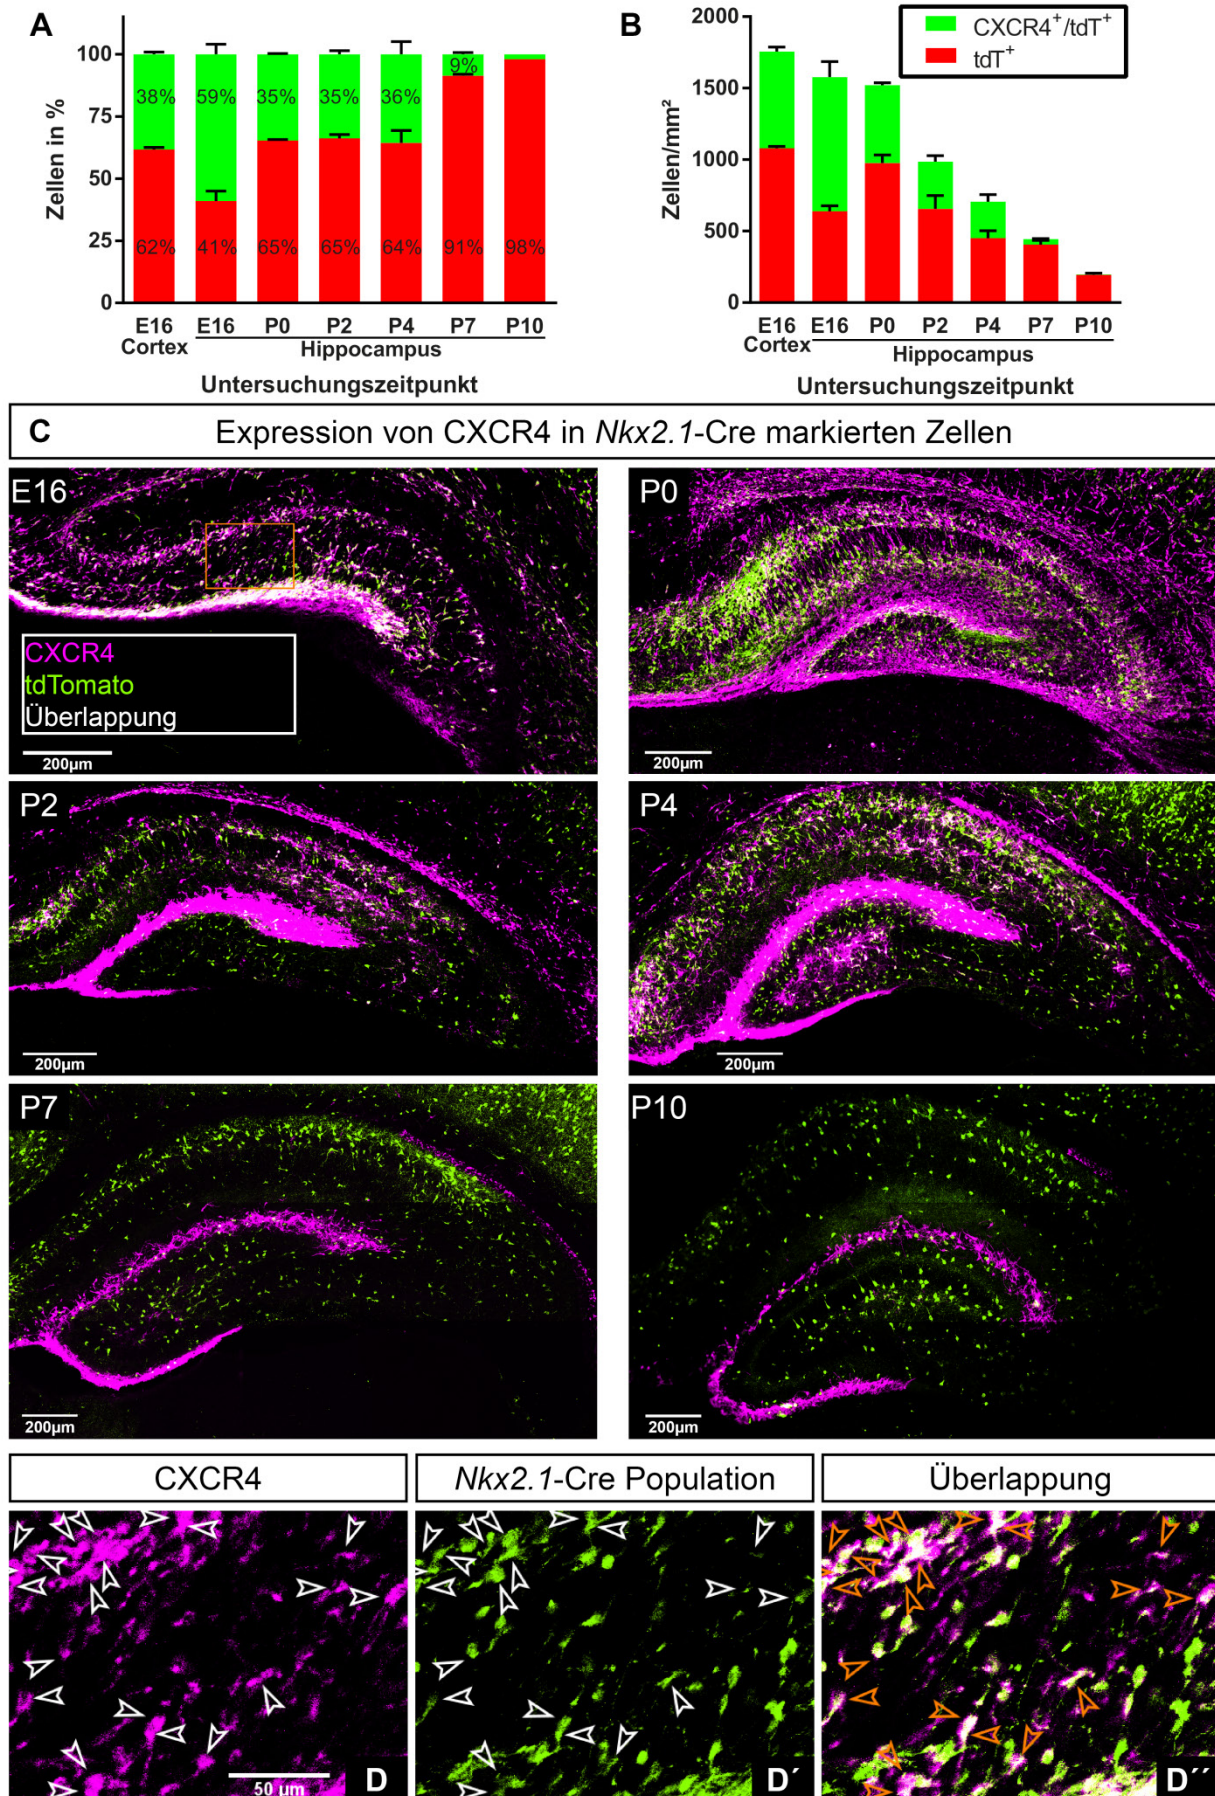 A
Zellen in %
100
75
50
25
0
38%
59%
35%
35%
36%
9%
62%
41%
65%
65%
64%
91%
98%
E16
E16
P0
P2
P4
P7
P10
Cortex
Hippocampus
Untersuchungszeitpunkt
B
CXCR4⁺/tdT⁺
tdT⁺
Zellen/mm²
2000
1500
1000
500
0
E16
E16
P0
P2
P4
P7
P10
Cortex
Hippocampus
Untersuchungszeitpunkt
C
Expression von CXCR4 in Nkx2.1-Cre markierten Zellen
E16
CXCR4
tdTomato
Überlappung
200µm
P0
200µm
P2
200µm
P4
200µm
P7
200µm
P10
200µm
CXCR4
Nkx2.1-Cre Population
Überlappung
50 µm
D
D´
D´´